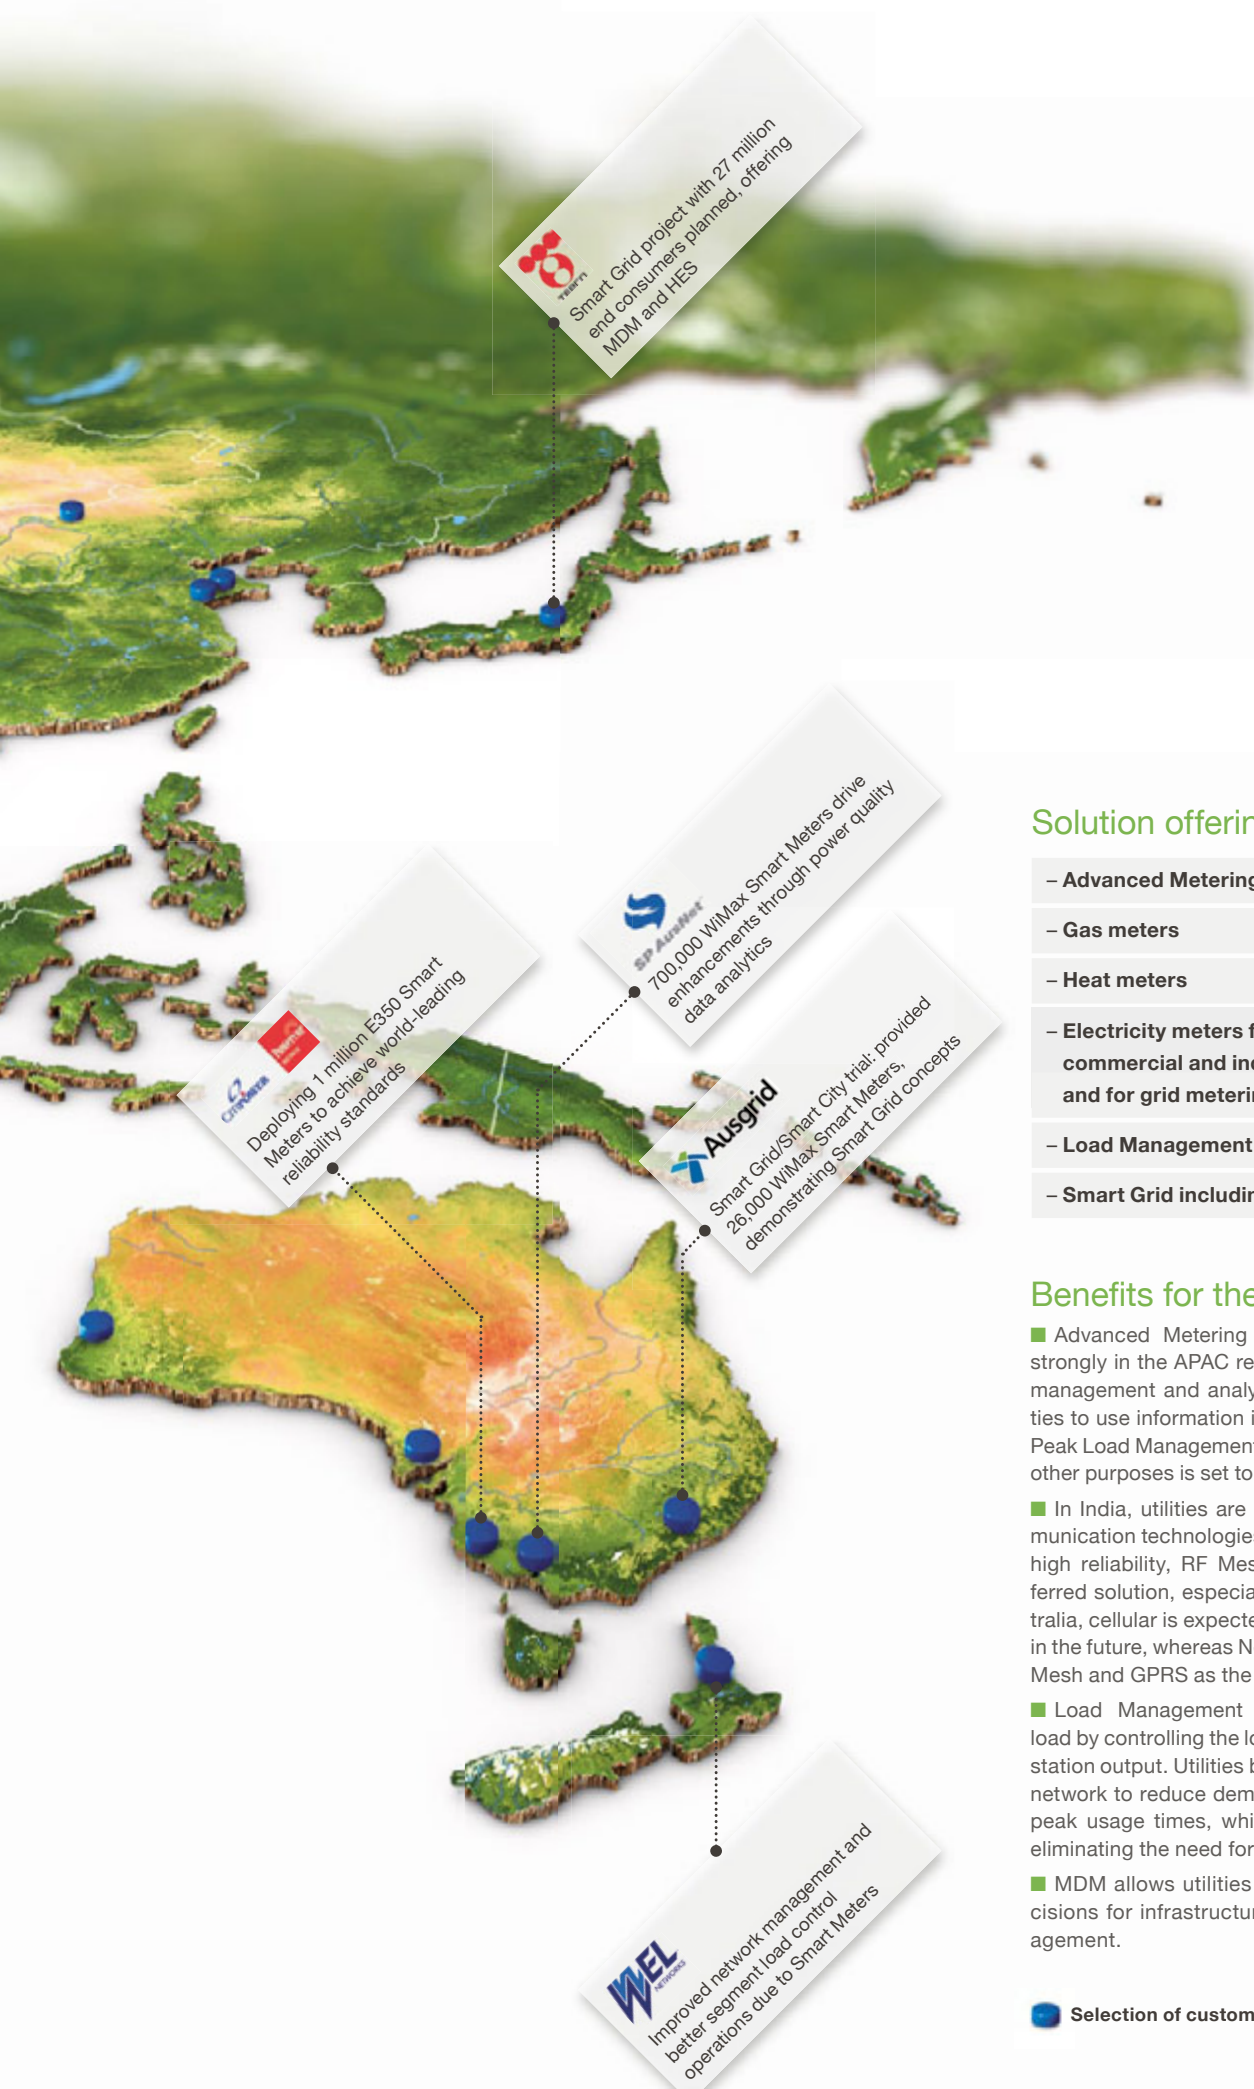 TEPCO
Smart Grid project with 27 million
end consumers planned, offering
MDM and HES
SP AusNet
700,000 WiMax Smart Meters drive
enhancements through power quality
data analytics
CITIPOWER
Deploying 1 million E350 Smart
Meters to achieve world-leading
reliability standards
Ausgrid
Smart Grid/Smart City trial: provided
26,000 WiMax Smart Meters,
demonstrating Smart Grid concepts
WEL
NETWORKS
Improved network management and
better segment load control
operations due to Smart Meters
Solution offerin
– Advanced Metering
– Gas meters
– Heat meters
– Electricity meters f
commercial and ind
and for grid meterin
– Load Management
– Smart Grid includin
Benefits for the
■ Advanced Metering
strongly in the APAC re
management and analy
ties to use information i
Peak Load Management
other purposes is set to
■ In India, utilities are
munication technologies
high reliability, RF Mes
ferred solution, especia
tralia, cellular is expecte
in the future, whereas N
Mesh and GPRS as the
■ Load Management
load by controlling the lo
station output. Utilities b
network to reduce dem
peak usage times, whi
eliminating the need for
■ MDM allows utilities
cisions for infrastructur
agement.
Selection of custom